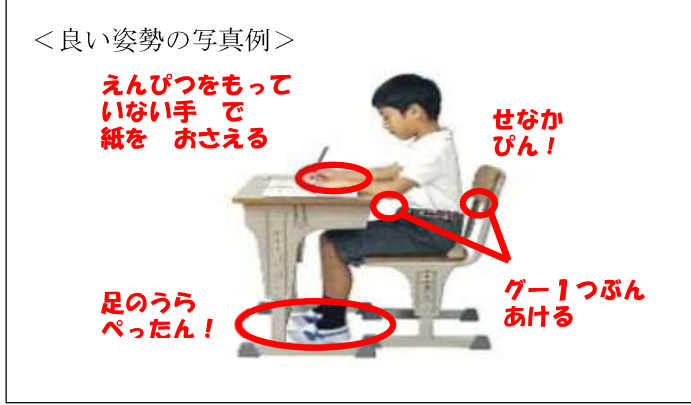 ＜良い姿勢の写真例＞
えんぴつをもって
いない手　で
紙を　おさえる
せなか
ぴん！
グー１つぶん
あける
足のうら
ぺったん！